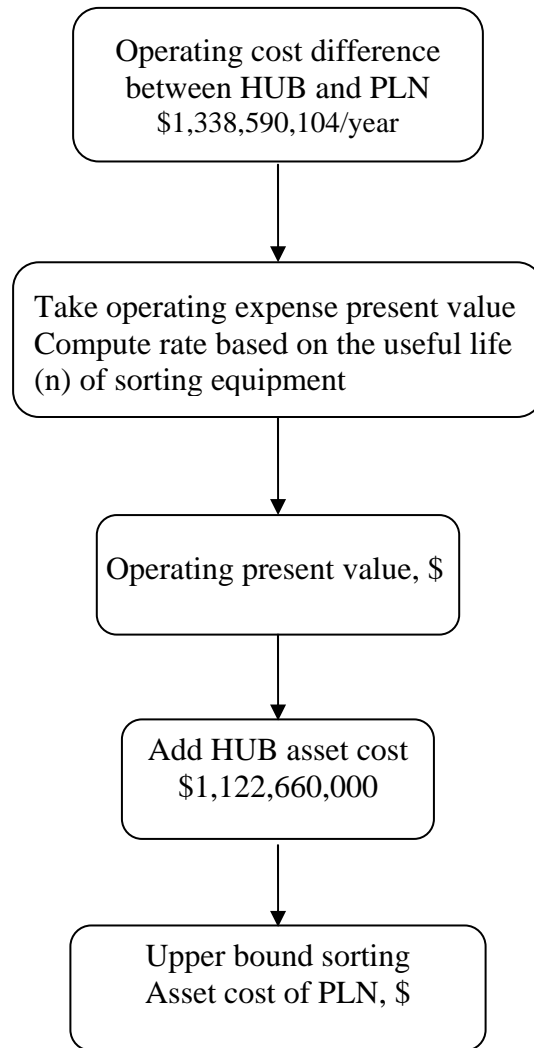 Operating cost difference
between HUB and PLN
$1,338,590,104/year
Take operating expense present value
Compute rate based on the useful life
(n) of sorting equipment
Operating present value, $
Add HUB asset cost
$1,122,660,000
Upper bound sorting
Asset cost of PLN, $